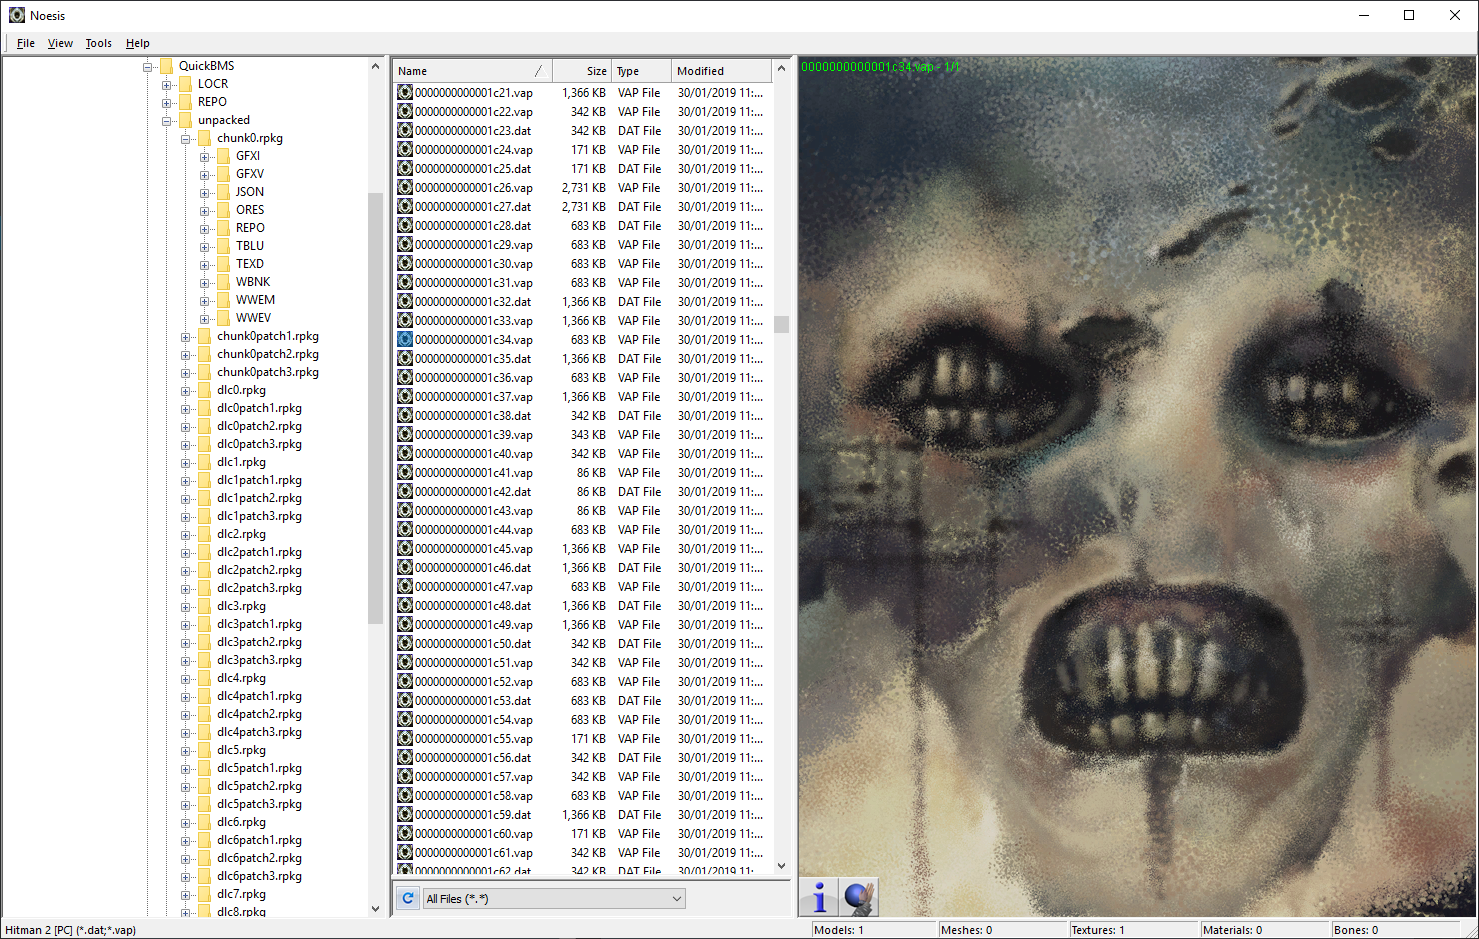 Noesis
File View Tools Help
QuickBMS
LOCR
REPO
unpacked
chunk0.rpkg
GFXI
GFXV
JSON
ORES
REPO
TBLU
TEXD
WBNK
WWEM
WWEV
chunk0patch1.rpkg
chunk0patch2.rpkg
chunk0patch3.rpkg
dlc0.rpkg
dlc0patch1.rpkg
dlc0patch2.rpkg
dlc0patch3.rpkg
dlc1.rpkg
dlc1patch1.rpkg
dlc1patch2.rpkg
dlc1patch3.rpkg
dlc2.rpkg
dlc2patch1.rpkg
dlc2patch2.rpkg
dlc2patch3.rpkg
dlc3.rpkg
dlc3patch1.rpkg
dlc3patch2.rpkg
dlc3patch3.rpkg
dlc4.rpkg
dlc4patch1.rpkg
dlc4patch2.rpkg
dlc4patch3.rpkg
dlc5.rpkg
dlc5patch1.rpkg
dlc5patch2.rpkg
dlc5patch3.rpkg
dlc6.rpkg
dlc6patch1.rpkg
dlc6patch2.rpkg
dlc6patch3.rpkg
dlc7.rpkg
dlc8.rpkg
Name Size Type Modified
0000000000001c21.vap 1,366 KB VAP File 30/01/2019 11:...
0000000000001c22.vap 342 KB VAP File 30/01/2019 11:...
0000000000001c23.dat 342 KB DAT File 30/01/2019 11:...
0000000000001c24.vap 171 KB VAP File 30/01/2019 11:...
0000000000001c25.dat 171 KB DAT File 30/01/2019 11:...
0000000000001c26.vap 2,731 KB VAP File 30/01/2019 11:...
0000000000001c27.dat 2,731 KB DAT File 30/01/2019 11:...
0000000000001c28.dat 683 KB DAT File 30/01/2019 11:...
0000000000001c29.vap 683 KB VAP File 30/01/2019 11:...
0000000000001c30.vap 683 KB VAP File 30/01/2019 11:...
0000000000001c31.vap 683 KB VAP File 30/01/2019 11:...
0000000000001c32.dat 1,366 KB DAT File 30/01/2019 11:...
0000000000001c33.vap 1,366 KB VAP File 30/01/2019 11:...
0000000000001c34.vap 683 KB VAP File 30/01/2019 11:...
0000000000001c35.dat 1,366 KB DAT File 30/01/2019 11:...
0000000000001c36.vap 683 KB VAP File 30/01/2019 11:...
0000000000001c37.vap 1,366 KB VAP File 30/01/2019 11:...
0000000000001c38.dat 342 KB DAT File 30/01/2019 11:...
0000000000001c39.vap 343 KB VAP File 30/01/2019 11:...
0000000000001c40.vap 342 KB VAP File 30/01/2019 11:...
0000000000001c41.vap 86 KB VAP File 30/01/2019 11:...
0000000000001c42.dat 86 KB DAT File 30/01/2019 11:...
0000000000001c43.vap 86 KB VAP File 30/01/2019 11:...
0000000000001c44.vap 683 KB VAP File 30/01/2019 11:...
0000000000001c45.vap 1,366 KB VAP File 30/01/2019 11:...
0000000000001c46.dat 1,366 KB DAT File 30/01/2019 11:...
0000000000001c47.vap 683 KB VAP File 30/01/2019 11:...
0000000000001c48.dat 1,366 KB DAT File 30/01/2019 11:...
0000000000001c49.vap 1,366 KB VAP File 30/01/2019 11:...
0000000000001c50.dat 342 KB DAT File 30/01/2019 11:...
0000000000001c51.vap 342 KB VAP File 30/01/2019 11:...
0000000000001c52.vap 683 KB VAP File 30/01/2019 11:...
0000000000001c53.dat 683 KB DAT File 30/01/2019 11:...
0000000000001c54.vap 683 KB VAP File 30/01/2019 11:...
0000000000001c55.vap 171 KB VAP File 30/01/2019 11:...
0000000000001c56.dat 342 KB DAT File 30/01/2019 11:...
0000000000001c57.vap 342 KB VAP File 30/01/2019 11:...
0000000000001c58.vap 683 KB VAP File 30/01/2019 11:...
0000000000001c59.dat 1,366 KB DAT File 30/01/2019 11:...
0000000000001c60.vap 171 KB VAP File 30/01/2019 11:...
0000000000001c61.vap 342 KB VAP File 30/01/2019 11:...
0000000000001c62.dat 342 KB DAT File 30/01/2019 11:...
All Files (*.*)
0000000000001c34.vap - 1/1
Hitman 2 [PC] (*.dat;*.vap)
Models: 1 Meshes: 0 Textures: 1 Materials: 0 Bones: 0